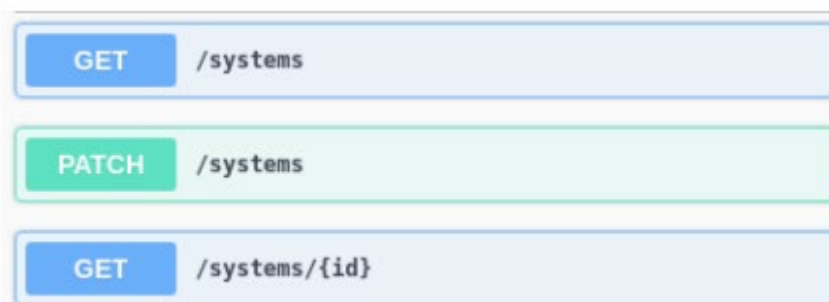 GET /systems
PATCH /systems
GET /systems/{id}